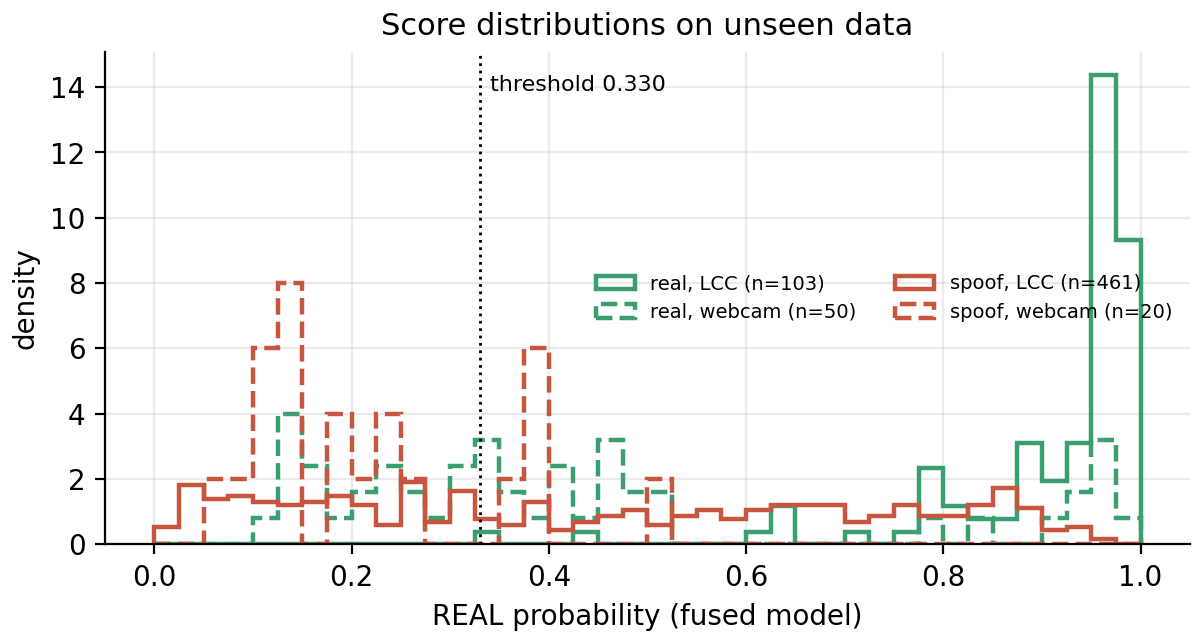 Score distributions on unseen data
threshold 0.330
14
12
10
8
6
4
2
0
density
real, LCC (n=103)
real, webcam (n=50)
spoof, LCC (n=461)
spoof, webcam (n=20)
0.0 0.2 0.4 0.6 0.8 1.0
REAL probability (fused model)